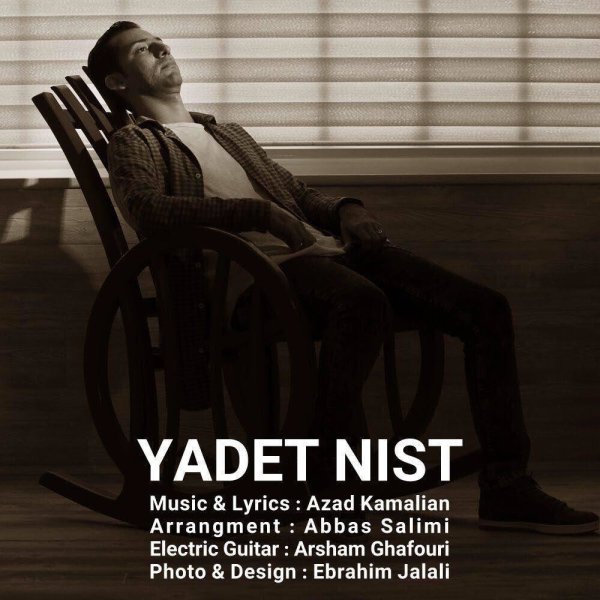 YADET NIST
Music & Lyrics : Azad Kamalian
Arrangment : Abbas Salimi
Electric Guitar : Arsham Ghafouri
Photo & Design : Ebrahim Jalali